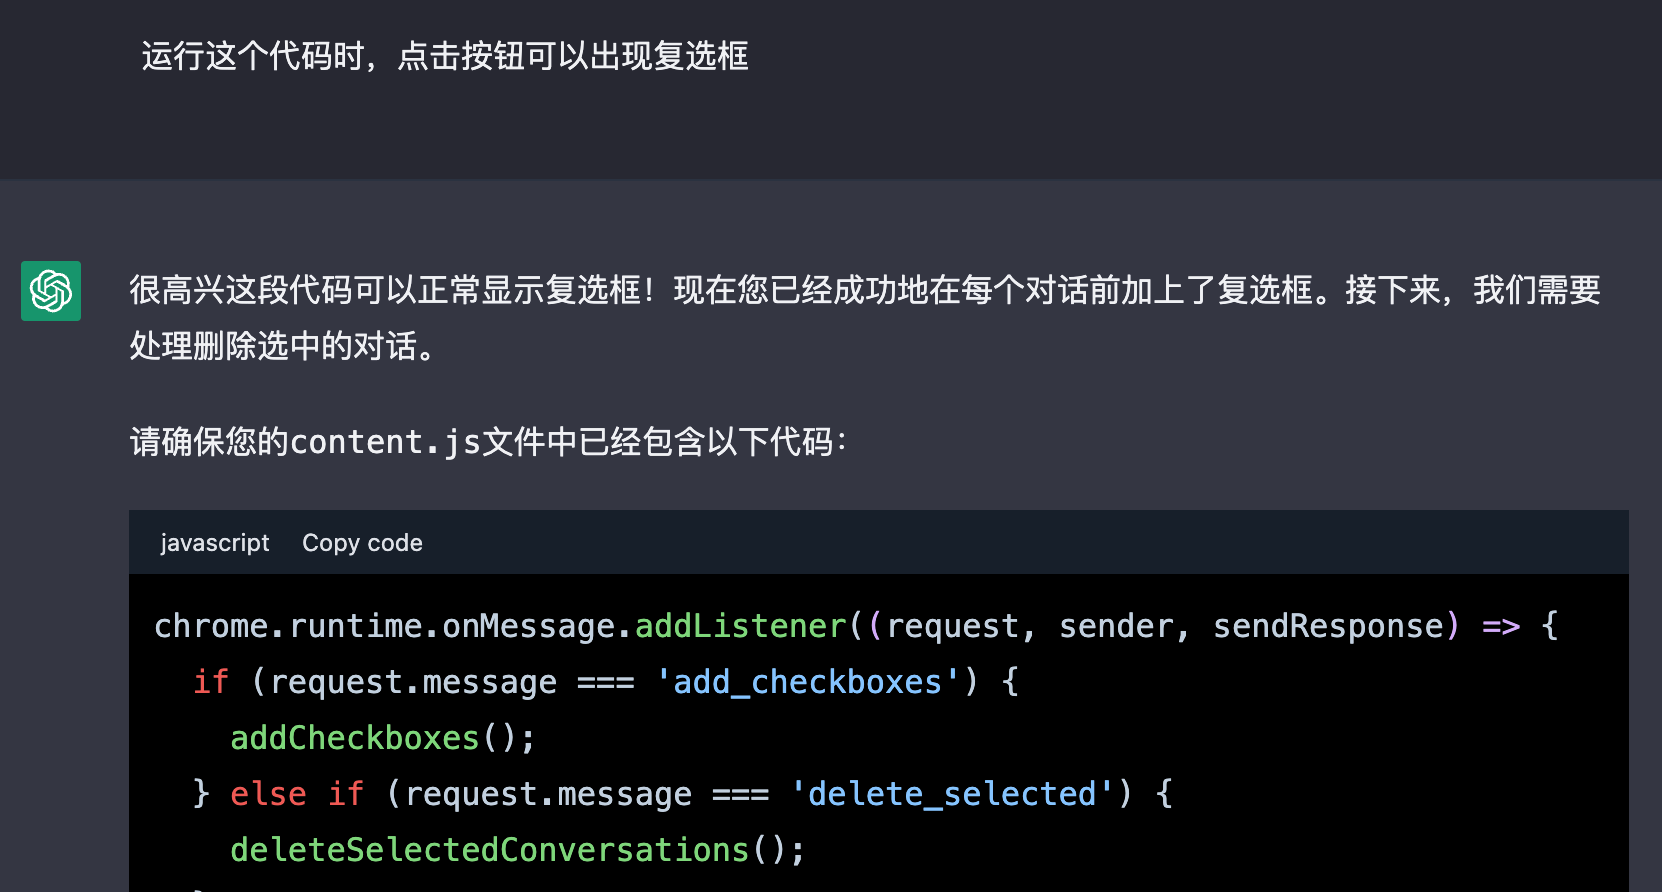 运行这个代码时，点击按钮可以出现复选框
很高兴这段代码可以正常显示复选框！现在您已经成功地在每个对话前加上了复选框。接下来，我们需要
处理删除选中的对话。
请确保您的content.js文件中已经包含以下代码：
javascript Copy code
chrome.runtime.onMessage.addListener((request, sender, sendResponse) => {
  if (request.message === 'add_checkboxes') {
    addCheckboxes();
  } else if (request.message === 'delete_selected') {
    deleteSelectedConversations();